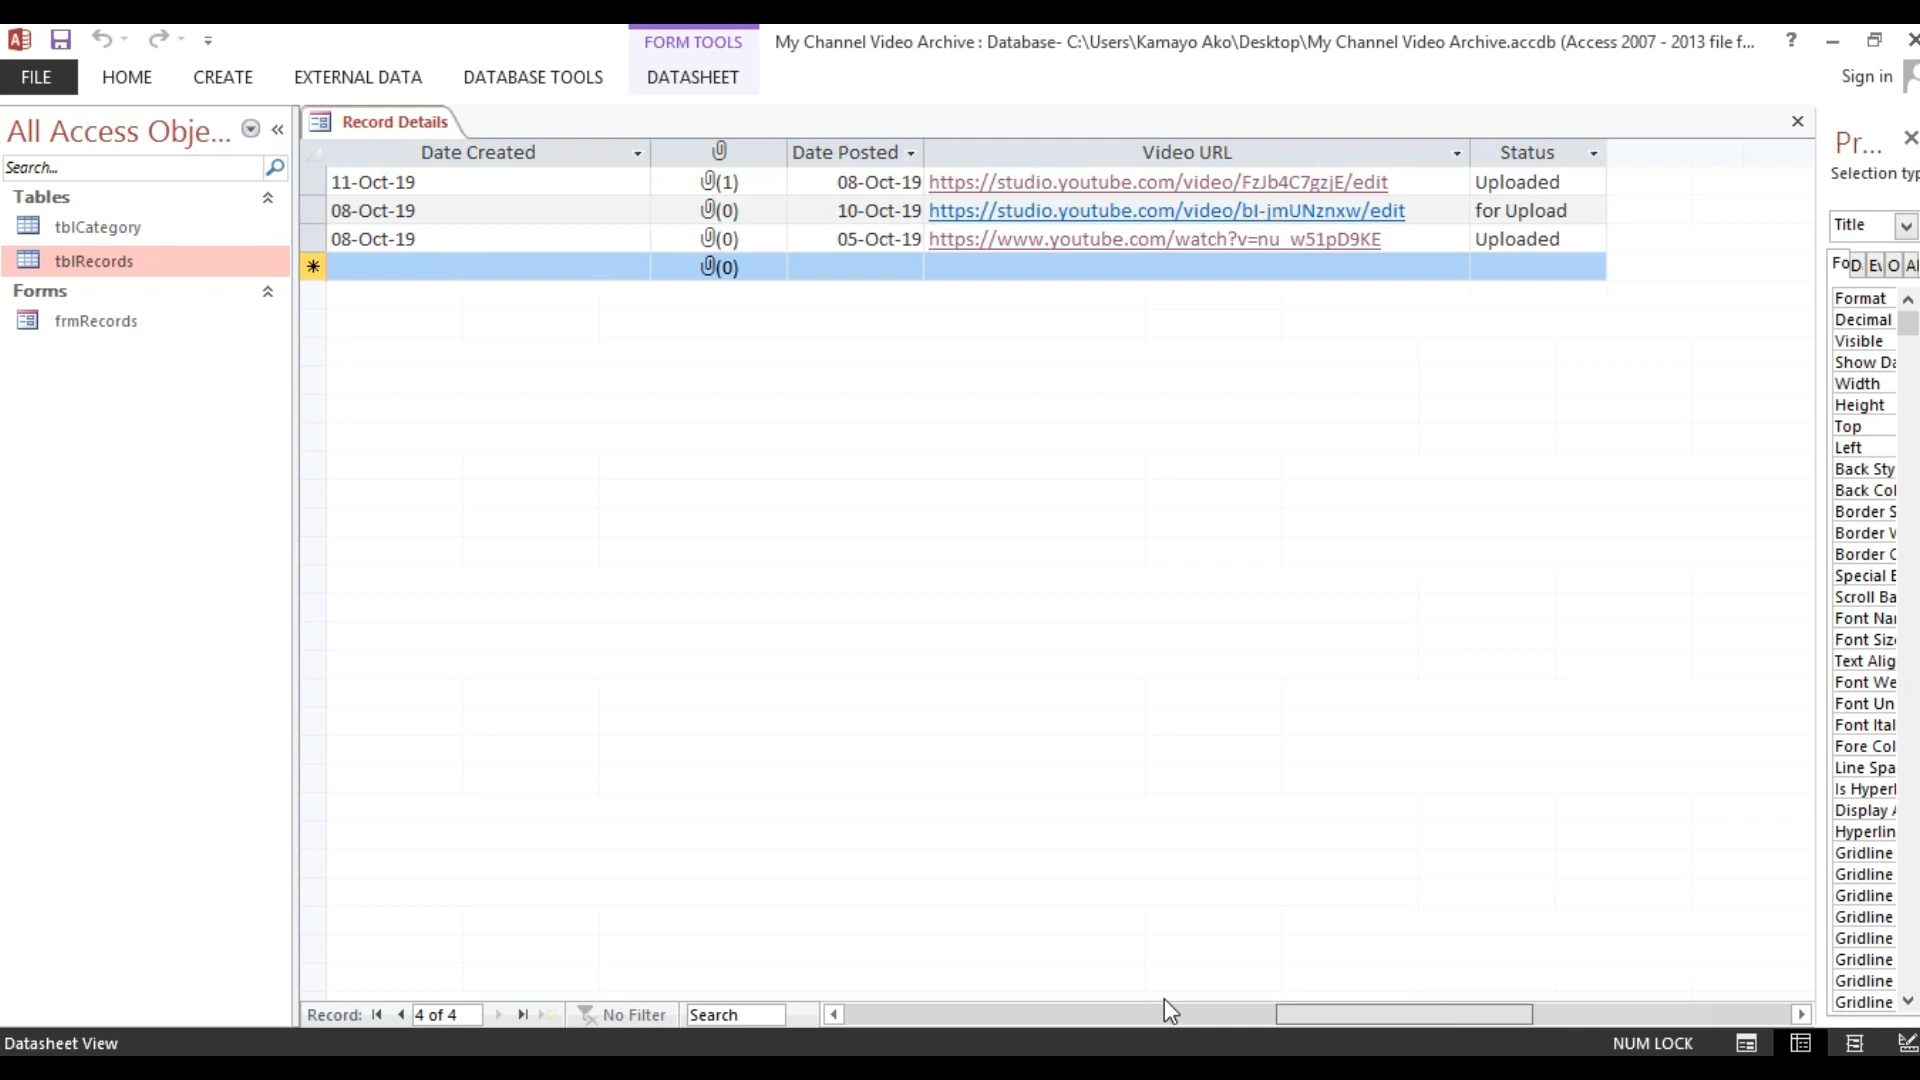 FORM TOOLS
My Channel Video Archive : Database- C:\Users\Kamayo Ako\Desktop\My Channel Video Archive.accdb (Access 2007 - 2013 file f...
?
FILE HOME CREATE EXTERNAL DATA DATABASE TOOLS DATASHEET Sign in
All Access Obje... «
Search...
Tables
tblCategory
tblRecords
Forms
frmRecords
Record Details
Date Created Date Posted Video URL Status
11-Oct-19 (1) 08-Oct-19 https://studio.youtube.com/video/FzJb4C7gzjE/edit Uploaded
08-Oct-19 (0) 10-Oct-19 https://studio.youtube.com/video/bI-jmUNznxw/edit for Upload
08-Oct-19 (0) 05-Oct-19 https://www.youtube.com/watch?v=nu_w51pD9KE Uploaded
* (0)
Pr...
Selection typ
Title
Fo D Ev O Al
Format
Decimal
Visible
Show Da
Width
Height
Top
Left
Back Sty
Back Col
Border S
Border W
Border C
Special E
Scroll Ba
Font Nar
Font Size
Text Alig
Font We
Font Un
Font Ital
Fore Col
Line Spa
Is Hyperl
Display A
Hyperlin
Gridline
Gridline
Gridline
Gridline
Gridline
Gridline
Gridline
Gridline
Record: 4 of 4 No Filter Search
Datasheet View NUM LOCK